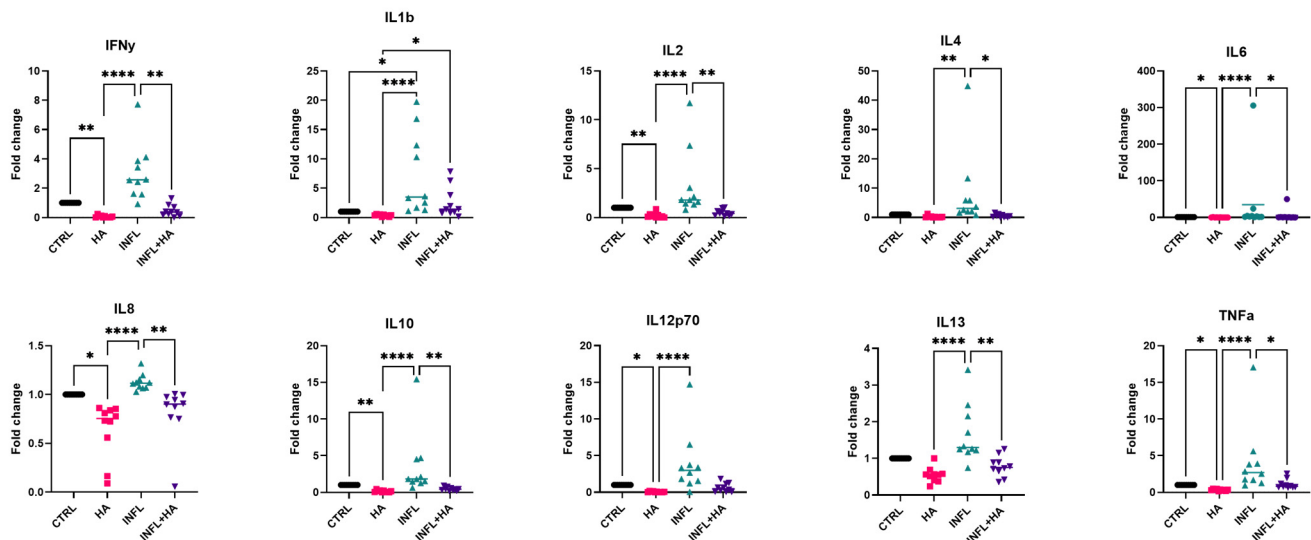 IFNy
Fold change
10
8
6
4
2
0
**
****
**
CTRL
HA
INFL
INFL+HA
IL1b
Fold change
25
20
15
10
5
0
*
*
****
CTRL
HA
INFL
INFL+HA
IL2
Fold change
15
10
5
0
**
****
**
CTRL
HA
INFL
INFL+HA
IL4
Fold change
50
40
30
20
10
0
**
*
CTRL
HA
INFL
INFL+HA
IL6
Fold change
400
300
200
100
0
*
****
*
CTRL
HA
INFL
INFL+HA
IL8
Fold change
1.5
1.0
0.5
0.0
*
****
**
CTRL
HA
INFL
INFL+HA
IL10
Fold change
20
15
10
5
0
**
****
**
CTRL
HA
INFL
INFL+HA
IL12p70
Fold change
20
15
10
5
0
*
****
CTRL
HA
INFL
INFL+HA
IL13
Fold change
4
3
2
1
0
****
**
CTRL
HA
INFL
INFL+HA
TNFa
Fold change
20
15
10
5
0
*
****
*
CTRL
HA
INFL
INFL+HA